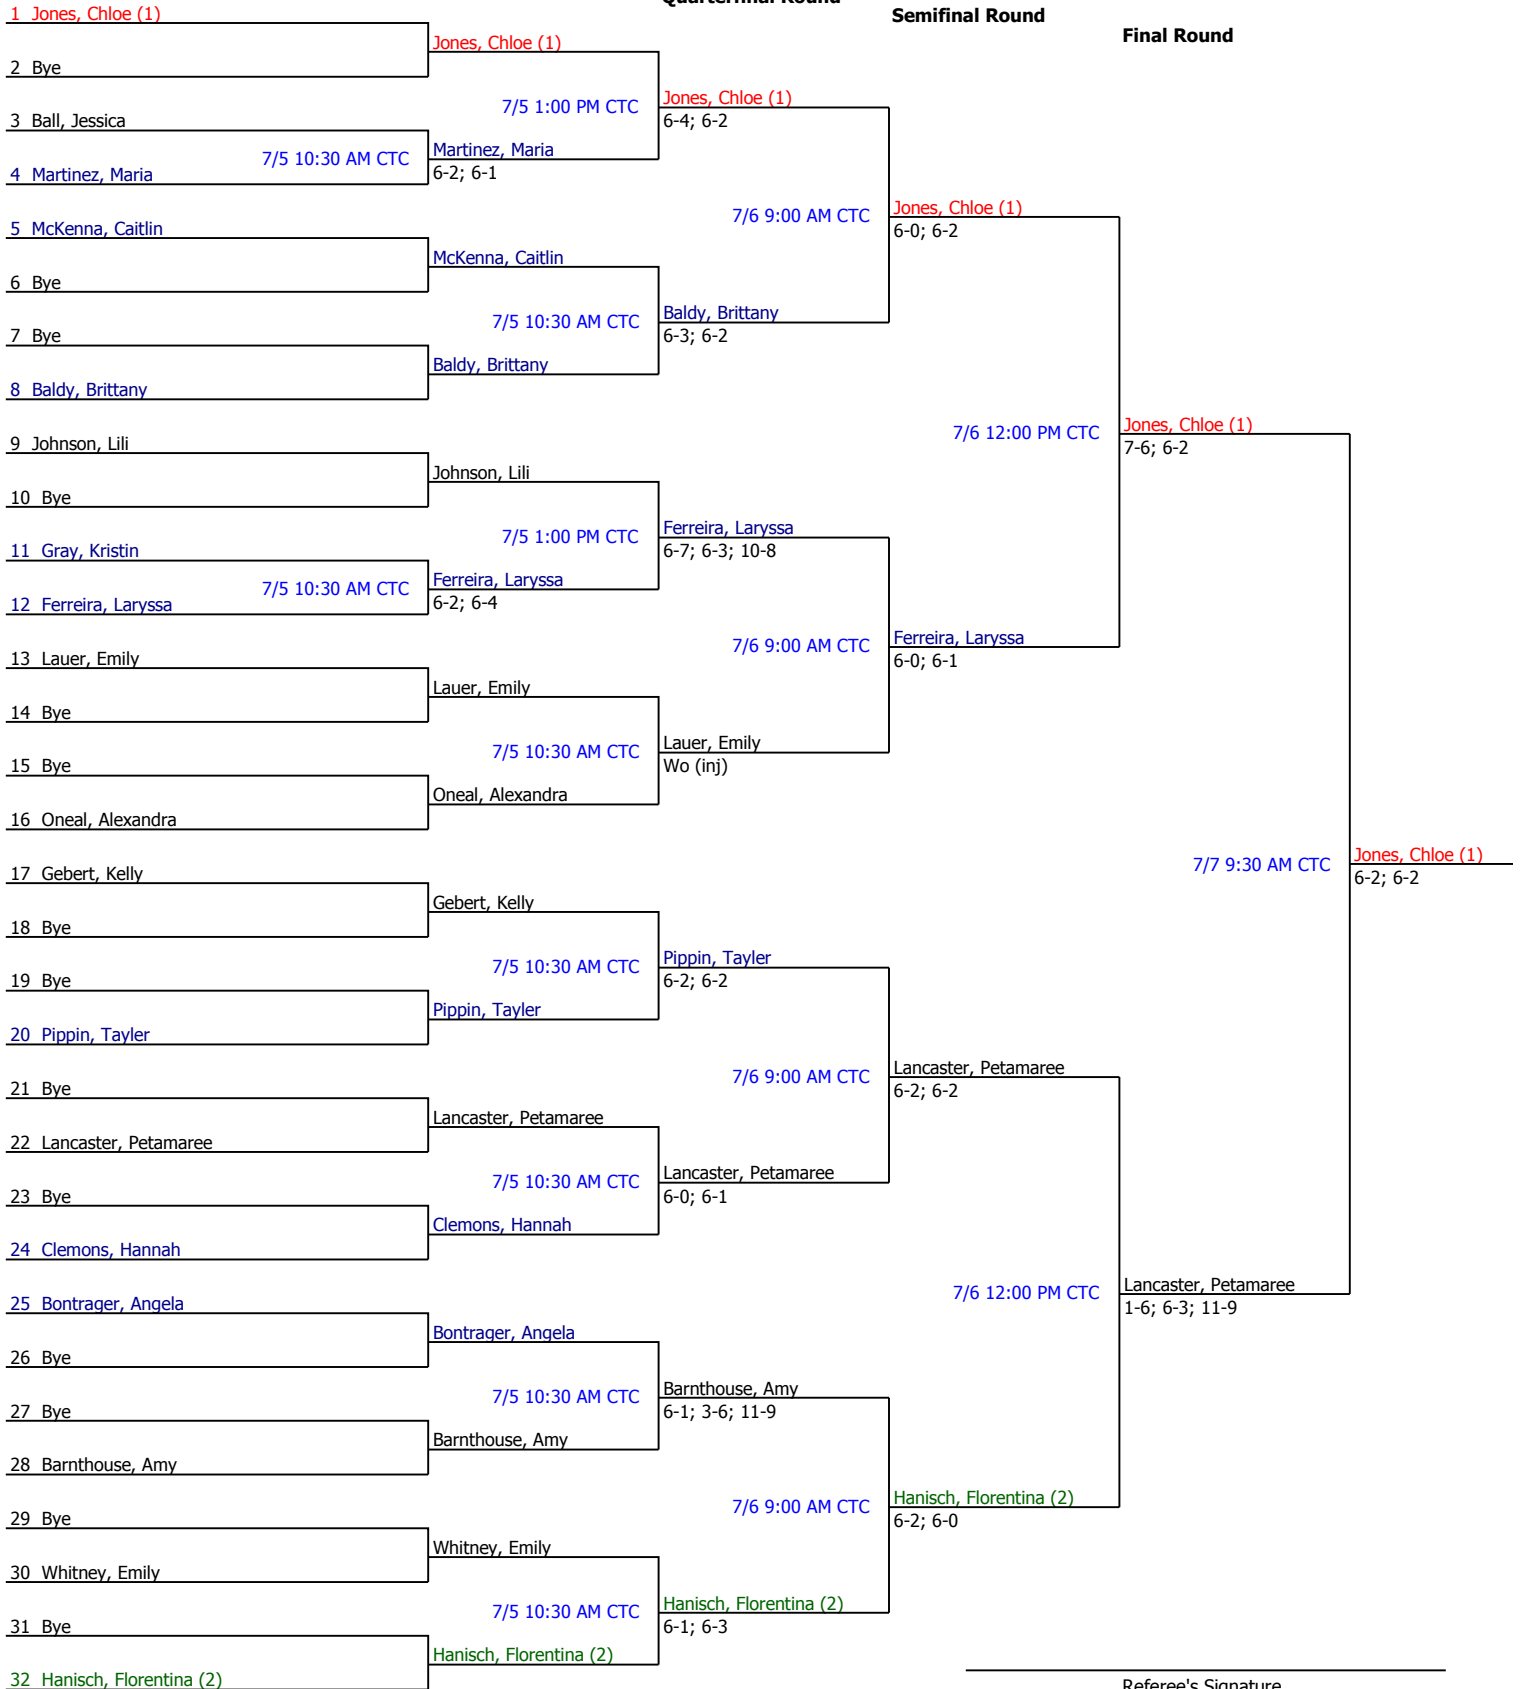 Quarterfinal Round
Semifinal Round
Final Round
1 Jones, Chloe (1)
Jones, Chloe (1)
2 Bye
7/5 1:00 PM CTC
Jones, Chloe (1)
6-4; 6-2
3 Ball, Jessica
7/5 10:30 AM CTC
Martinez, Maria
6-2; 6-1
4 Martinez, Maria
7/6 9:00 AM CTC
Jones, Chloe (1)
6-0; 6-2
5 McKenna, Caitlin
McKenna, Caitlin
6 Bye
7/5 10:30 AM CTC
Baldy, Brittany
6-3; 6-2
7 Bye
Baldy, Brittany
8 Baldy, Brittany
7/6 12:00 PM CTC
Jones, Chloe (1)
7-6; 6-2
9 Johnson, Lili
Johnson, Lili
10 Bye
7/5 1:00 PM CTC
Ferreira, Laryssa
6-7; 6-3; 10-8
11 Gray, Kristin
7/5 10:30 AM CTC
Ferreira, Laryssa
6-2; 6-4
12 Ferreira, Laryssa
7/6 9:00 AM CTC
Ferreira, Laryssa
6-0; 6-1
13 Lauer, Emily
Lauer, Emily
14 Bye
7/5 10:30 AM CTC
Lauer, Emily
Wo (inj)
15 Bye
Oneal, Alexandra
16 Oneal, Alexandra
7/7 9:30 AM CTC
Jones, Chloe (1)
6-2; 6-2
17 Gebert, Kelly
Gebert, Kelly
18 Bye
7/5 10:30 AM CTC
Pippin, Tayler
6-2; 6-2
19 Bye
Pippin, Tayler
20 Pippin, Tayler
7/6 9:00 AM CTC
Lancaster, Petamaree
6-2; 6-2
21 Bye
Lancaster, Petamaree
22 Lancaster, Petamaree
7/5 10:30 AM CTC
Lancaster, Petamaree
6-0; 6-1
23 Bye
Clemons, Hannah
24 Clemons, Hannah
7/6 12:00 PM CTC
Lancaster, Petamaree
1-6; 6-3; 11-9
25 Bontrager, Angela
Bontrager, Angela
26 Bye
7/5 10:30 AM CTC
Barnthouse, Amy
6-1; 3-6; 11-9
27 Bye
Barnthouse, Amy
28 Barnthouse, Amy
7/6 9:00 AM CTC
Hanisch, Florentina (2)
6-2; 6-0
29 Bye
Whitney, Emily
30 Whitney, Emily
7/5 10:30 AM CTC
Hanisch, Florentina (2)
6-1; 6-3
31 Bye
Hanisch, Florentina (2)
32 Hanisch, Florentina (2)
Referee's Signature